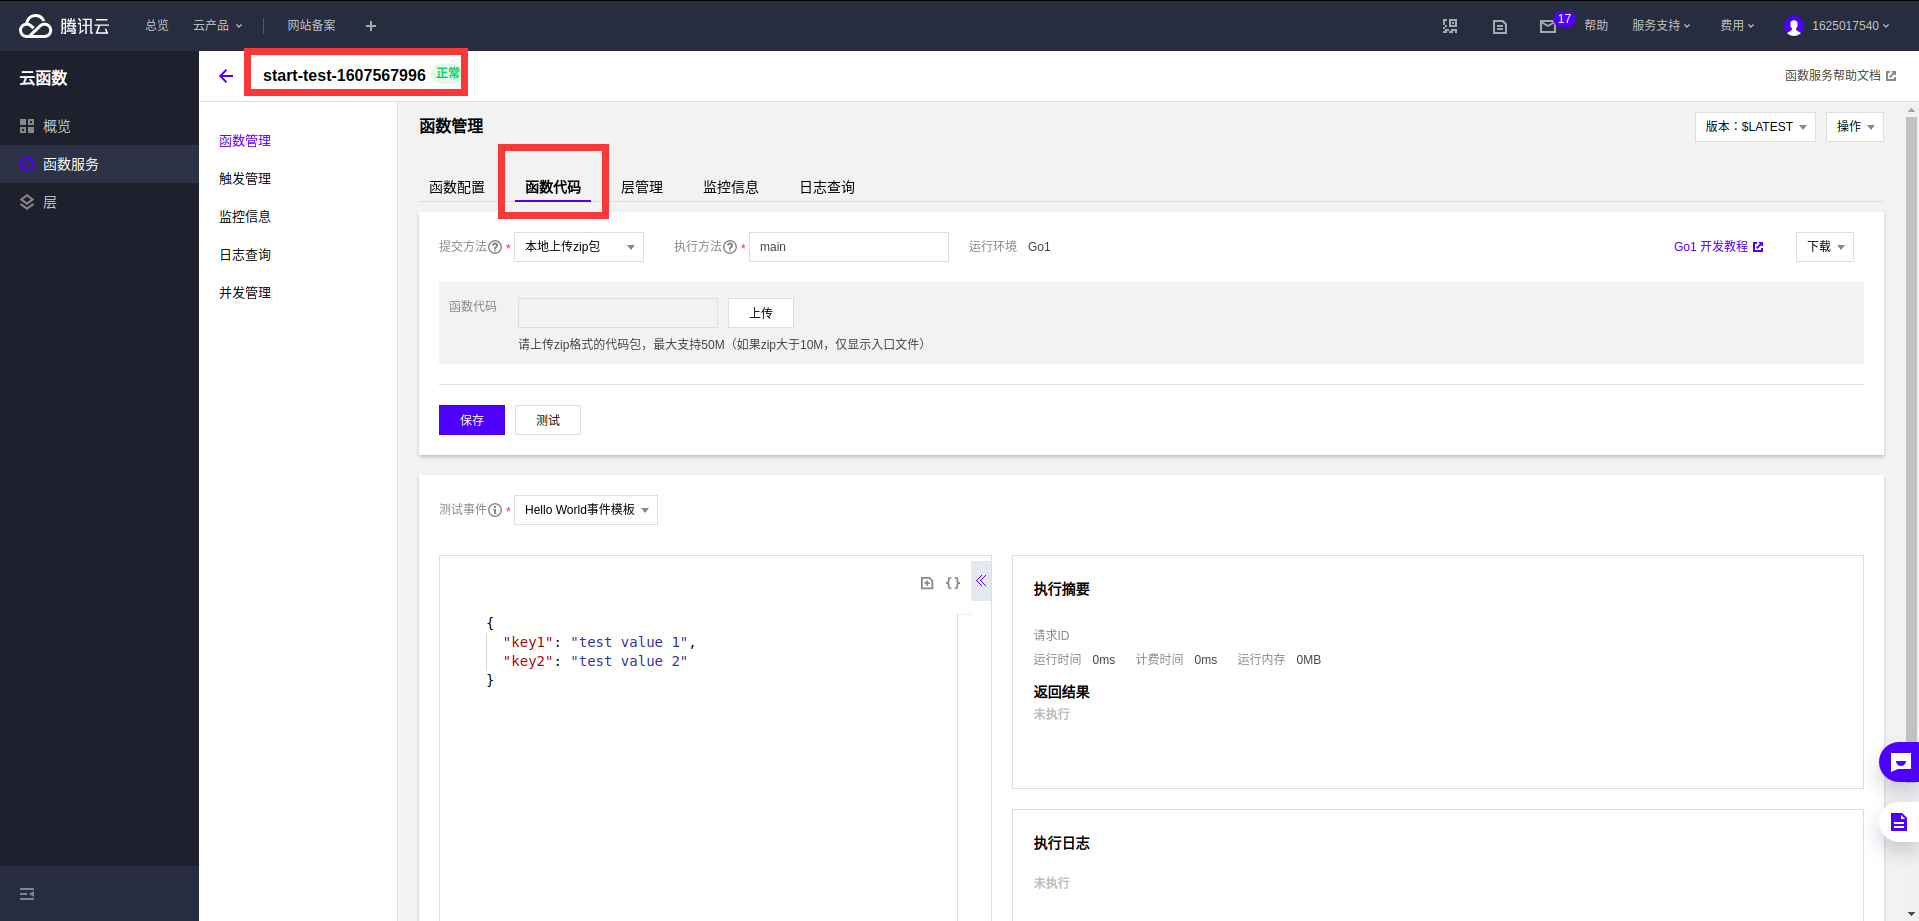 腾讯云 总览 云产品 网站备案 17 帮助 服务支持 费用 1625017540
云函数
start-test-1607567996 正常
函数服务帮助文档
概览
函数服务
层
函数管理
触发管理
监控信息
日志查询
并发管理
函数管理
版本：$LATEST 操作
函数配置 函数代码 层管理 监控信息 日志查询
提交方法 * 本地上传zip包 执行方法 * main 运行环境 Go1 Go1 开发教程 下载
函数代码 上传
请上传zip格式的代码包，最大支持50M（如果zip大于10M，仅显示入口文件）
保存 测试
测试事件 * Hello World事件模板
{
"key1": "test value 1",
"key2": "test value 2"
}
执行摘要
请求ID
运行时间 0ms 计费时间 0ms 运行内存 0MB
返回结果
未执行
执行日志
未执行